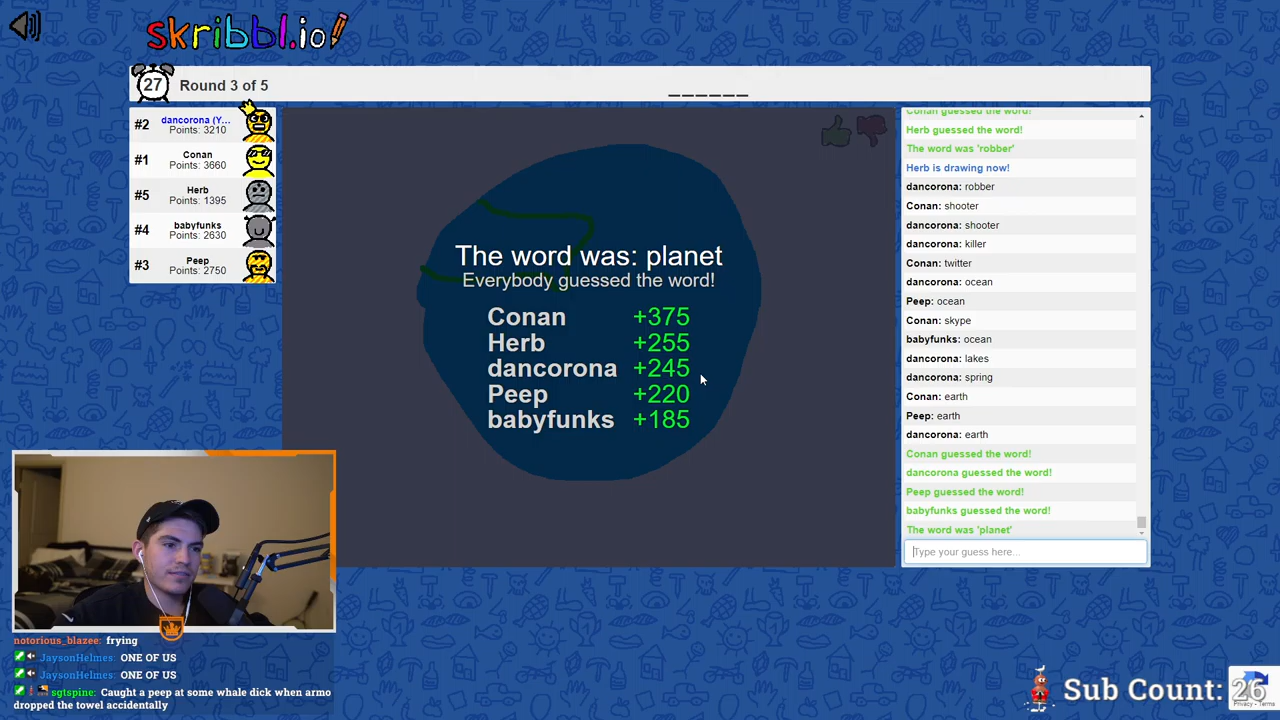 skribbl.io
27
Round 3 of 5
______
#2
dancorona (Y...
Points: 3210
#1
Conan
Points: 3660
#5
Herb
Points: 1395
#4
babyfunks
Points: 2630
#3
Peep
Points: 2750
The word was: planet
Everybody guessed the word!
Conan +375
Herb +255
dancorona +245
Peep +220
babyfunks +185
Conan guessed the word!
Herb guessed the word!
The word was 'robber'
Herb is drawing now!
dancorona: robber
Conan: shooter
dancorona: shooter
dancorona: killer
Conan: twitter
dancorona: ocean
Peep: ocean
Conan: skype
babyfunks: ocean
dancorona: lakes
dancorona: spring
Conan: earth
Peep: earth
dancorona: earth
Conan guessed the word!
dancorona guessed the word!
Peep guessed the word!
babyfunks guessed the word!
The word was 'planet'
Type your guess here...
notorious_blazee: frying
JaysonHelmes: ONE OF US
JaysonHelmes: ONE OF US
sgtspine: Caught a peep at some whale dick when armo
dropped the towel accidentally
Sub Count: 26
Privacy - Terms